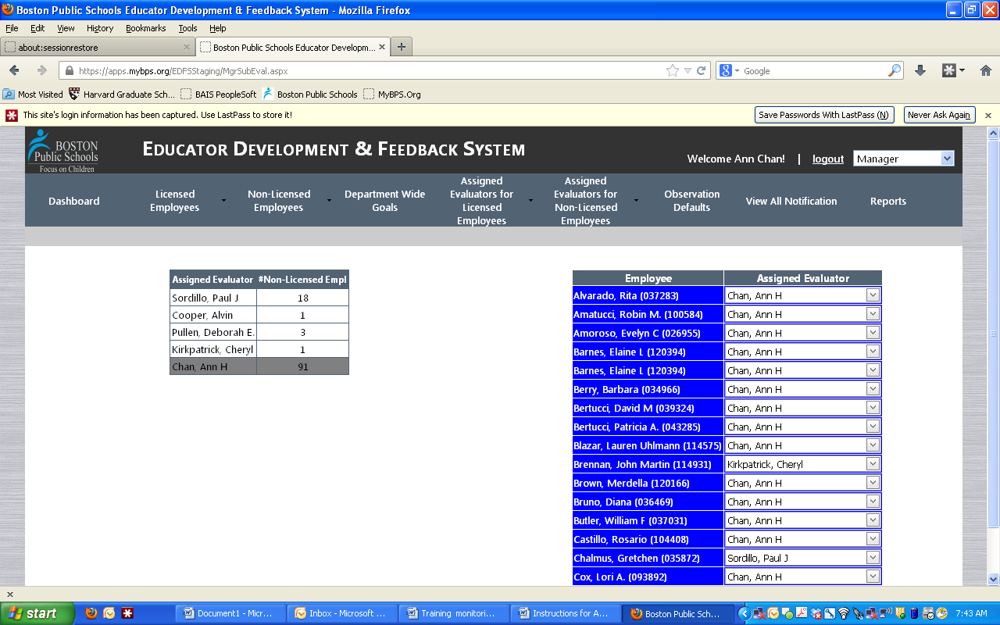 Boston Public Schools Educator Development & Feedback System - Mozilla Firefox
File Edit View History Bookmarks Tools Help
about:sessionrestore
Boston Public Schools Educator Developm...
https://apps.mybps.org/EDFSStaging/MgrSubEval.aspx
Google
Most Visited Harvard Graduate Sch... BAIS PeopleSoft Boston Public Schools MyBPS.Org
This site's login information has been captured. Use LastPass to store it!
Save Passwords With LastPass (N)
Never Ask Again
BOSTON
Public Schools
Focus on Children
EDUCATOR DEVELOPMENT & FEEDBACK SYSTEM
Welcome Ann Chan! | logout Manager
Dashboard
Licensed
Employees
Non-Licensed
Employees
Department Wide
Goals
Assigned
Evaluators for
Licensed
Employees
Assigned
Evaluators for
Non-Licensed
Employees
Observation
Defaults
View All Notification
Reports
Assigned Evaluator #Non-Licensed Empl
Sordillo, Paul J 18
Cooper, Alvin 1
Pullen, Deborah E. 3
Kirkpatrick, Cheryl 1
Chan, Ann H 91
Employee Assigned Evaluator
Alvarado, Rita (037283) Chan, Ann H
Amatucci, Robin M. (100584) Chan, Ann H
Amoroso, Evelyn C (026955) Chan, Ann H
Barnes, Elaine L (120394) Chan, Ann H
Barnes, Elaine L (120394) Chan, Ann H
Berry, Barbara (034966) Chan, Ann H
Bertucci, David M (039324) Chan, Ann H
Bertucci, Patricia A. (043285) Chan, Ann H
Blazar, Lauren Uhlmann (114575) Chan, Ann H
Brennan, John Martin (114931) Kirkpatrick, Cheryl
Brown, Merdella (120166) Chan, Ann H
Bruno, Diana (036469) Chan, Ann H
Butler, William F (037031) Chan, Ann H
Castillo, Rosario (104408) Chan, Ann H
Chalmus, Gretchen (035872) Sordillo, Paul J
Cox, Lori A. (093892) Chan, Ann H
start
Document1 - Micr...
Inbox - Microsoft ...
Training monitori...
Instructions for A...
Boston Public Sch...
7:43 AM